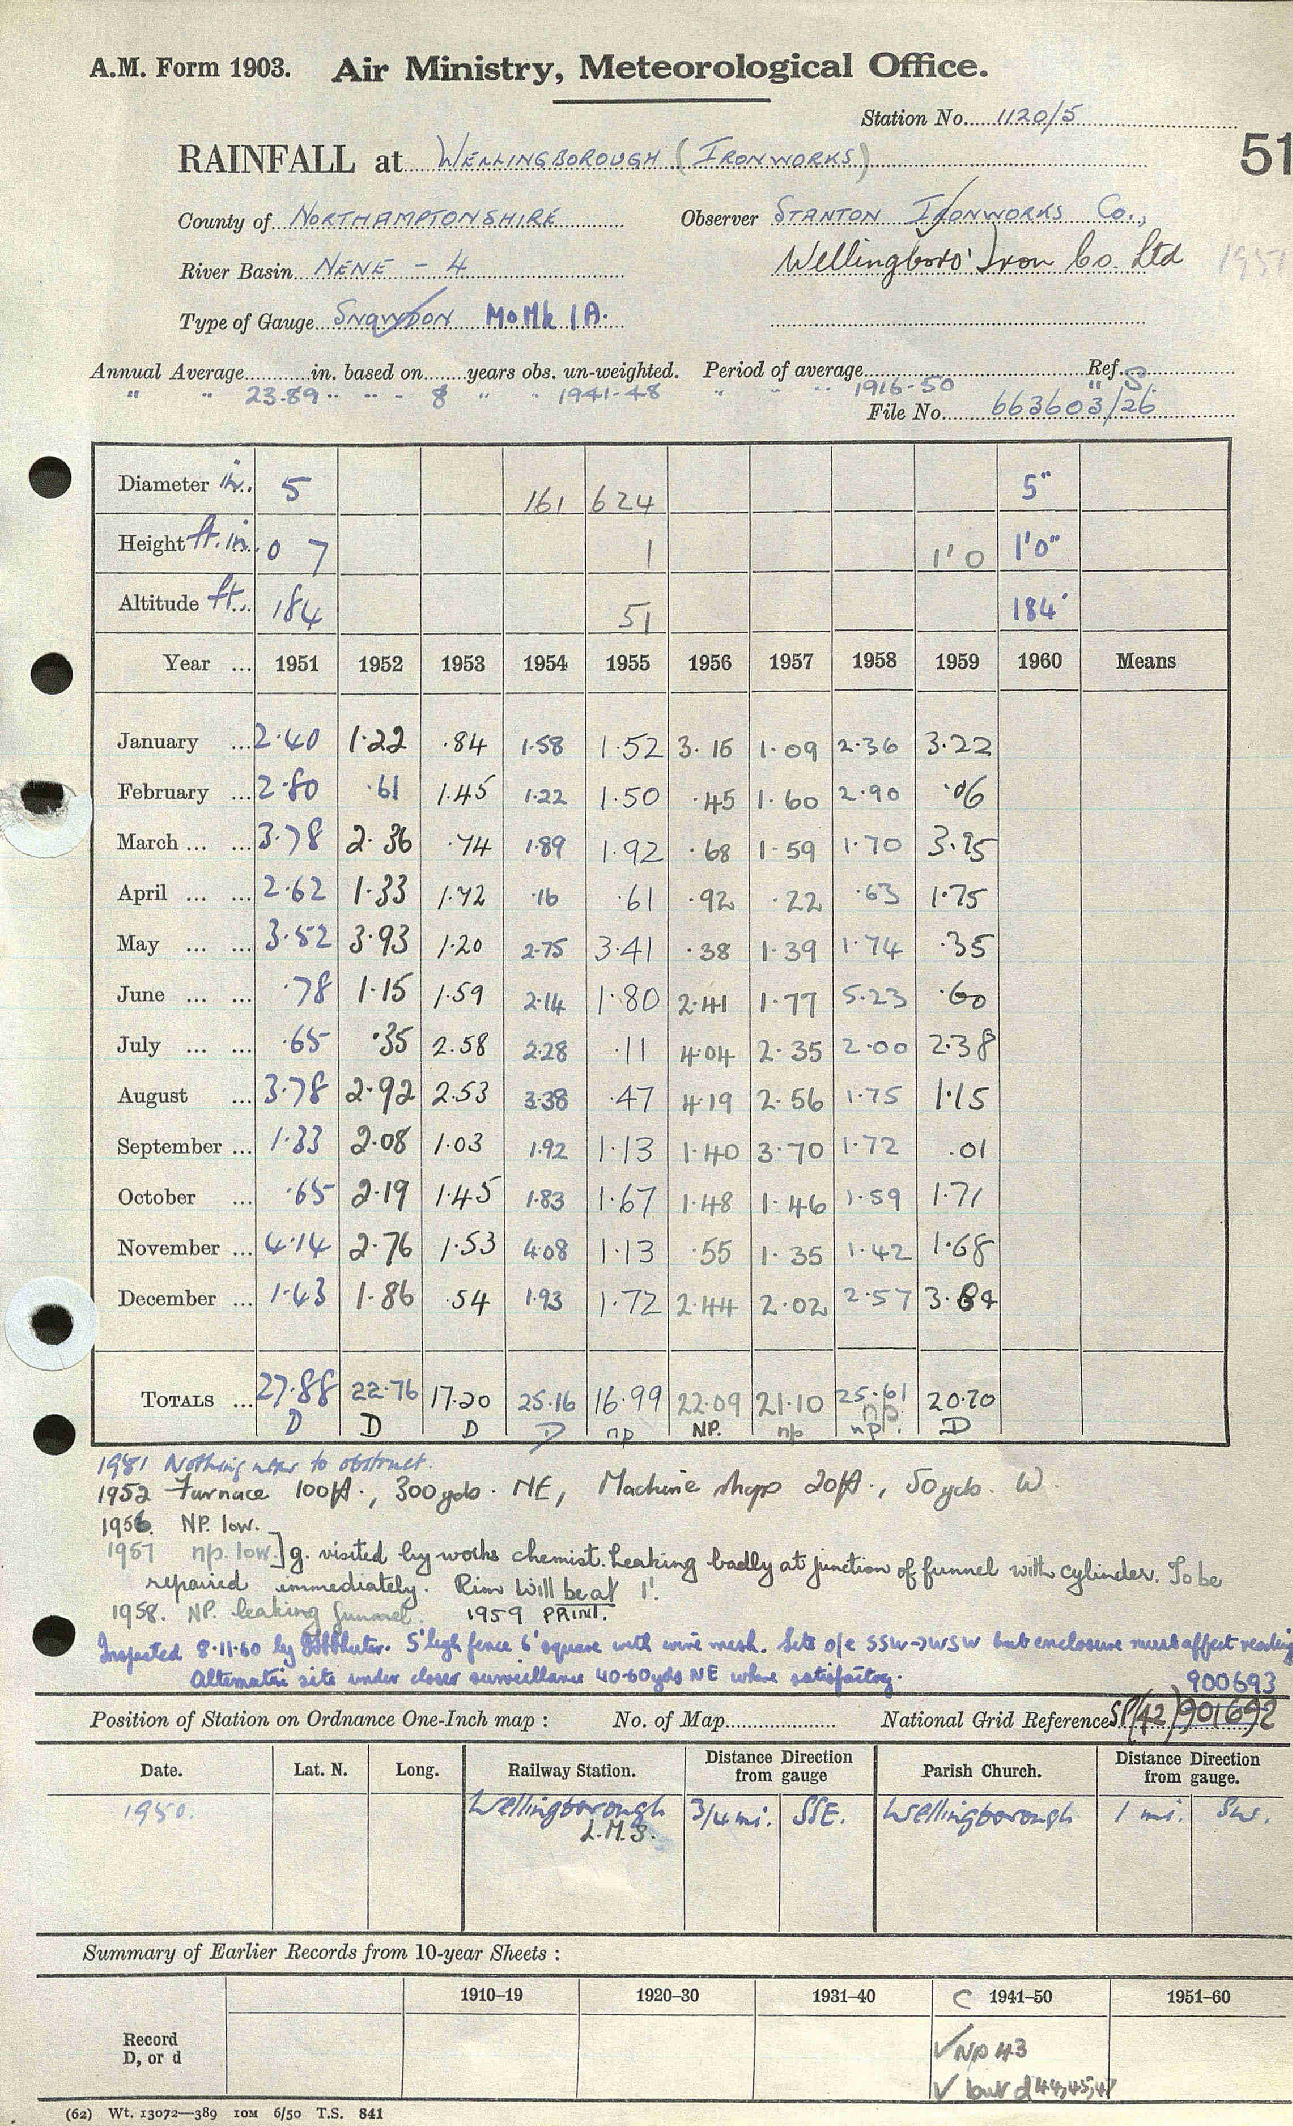 A.M. Form 1903. Air Ministry, Meteorological Office.
Station No. 1120/5
51
RAINFALL at WELLINGBOROUGH (IRONWORKS)
County of NORTHAMPTONSHIRE Observer STANTON IRONWORKS Co.,
River Basin NENE - 4 Wellingboro' Iron Co. Ltd 1951
Type of Gauge SNOWDON MO Mk 1A.
Annual Average in. based on years obs. un-weighted. Period of average Ref.
" " 23.89 " " - 8 " " 1941-48 " " " 1916-50 " S.
File No. 663603/26
Diameter in. 5 161 624 5"
Height ft. in. 0 7 1 1'0 1'0"
Altitude ft. 184 51 184'
Year ... 1951 1952 1953 1954 1955 1956 1957 1958 1959 1960 Means
January ... 2.40 1.22 .84 1.58 1.52 3.16 1.09 2.36 3.22
February ... 2.80 .61 1.45 1.22 1.50 .45 1.60 2.90 .06
March ... ... 3.78 2.36 .74 1.89 1.92 .68 1.59 1.70 3.95
April ... ... 2.62 1.33 1.72 .16 .61 .92 .22 .63 1.75
May ... ... 3.52 3.93 1.20 2.75 3.41 .38 1.39 1.74 .35
June ... ... .78 1.15 1.59 2.14 1.80 2.41 1.77 5.23 .60
July ... ... .65 .35 2.58 2.28 .11 4.04 2.35 2.00 2.38
August ... 3.78 2.92 2.53 3.38 .47 4.19 2.56 1.75 1.15
September ... 1.33 2.08 1.03 1.92 1.13 1.40 3.70 1.72 .01
October ... .65 2.19 1.45 1.83 1.67 1.48 1.46 1.59 1.71
November ... 4.14 2.76 1.53 4.08 1.13 .55 1.35 1.42 1.68
December ... 1.43 1.86 .54 1.93 1.72 2.44 2.02 2.57 3.84
TOTALS ... 27.88 22.76 17.20 25.16 16.99 22.09 21.10 25.61 20.70
D D D D np NP. np np. np. D
1951 Nothing near to obstruct.
1952 Furnace 100ft., 300yds. NE, Machine shops 20ft., 50yds. W.
1956. NP. low.
1957 np. low.] g. visited by works chemist. Leaking badly at junction of funnel with cylinder. To be
repaired immediately. Rim will be at 1'.
1958. NP. leaking funnel. 1959 PRINT.
Inspected 8.11.60 by 5' high fence 6' square with wire mesh. Site o/e SSW→WSW but enclosure must affect reading
Alternative site under closer surveillance 40-60yds NE where satisfactory.
900693
Position of Station on Ordnance One-Inch map : No. of Map National Grid Reference SP(42)901692
Date. Lat. N. Long. Railway Station. Distance Direction from gauge Parish Church. Distance Direction from gauge.
1950. Wellingborough 3/4 mi. SSE. Wellingborough 1 mi. SW.
L.M.S.
Summary of Earlier Records from 10-year Sheets :
1910–19 1920–30 1931–40 C 1941–50 1951–60
Record
D, or d
✓ NP 43
✓ but d 44,45,47
(62) Wt. 13072—389 10M 6/50 T.S. 841